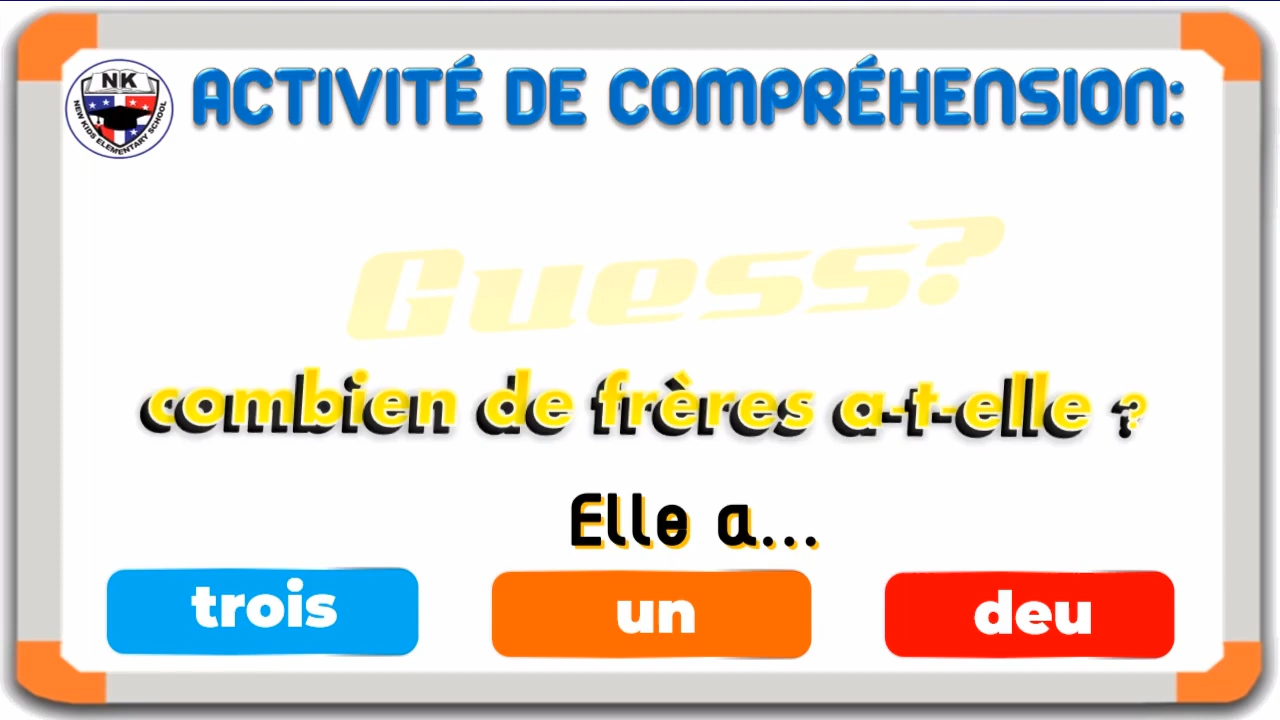 NK
NEW KIDS ELEMENTARY SCHOOL
ACTIVITÉ DE COMPRÉHENSION:
Guess?
combien de frères a-t-elle ?
Elle a...
trois
un
deu